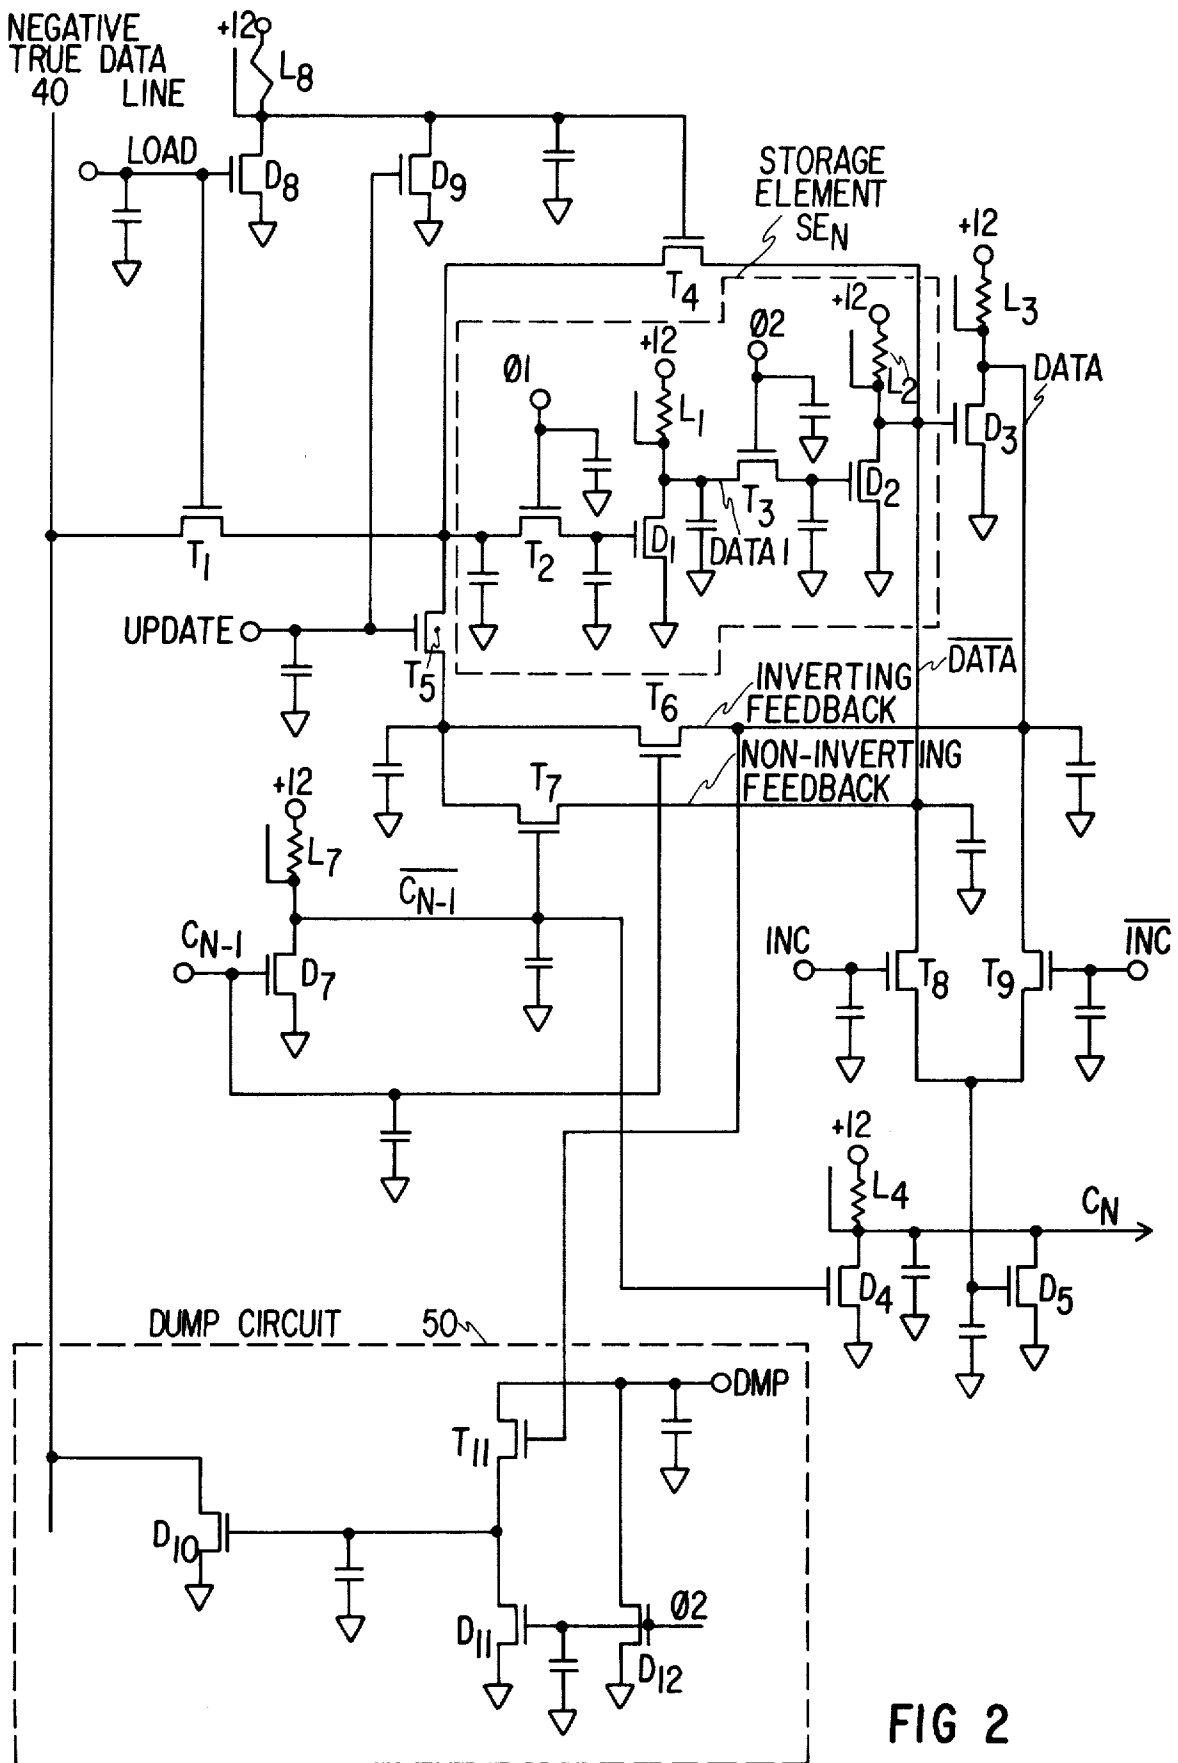 NEGATIVE
TRUE DATA
40 LINE
+12
L8
LOAD
D8
D9
STORAGE
ELEMENT
SEN
+12
L3
T4
+12
Ø2
+12
L2
DATA
Ø1
L1
D3
T3
D2
T1
T2
D1
DATA 1
UPDATE
T5
DATA
T6
INVERTING
FEEDBACK
NON-INVERTING
FEEDBACK
T7
+12
L7
CN-1
CN-1
D7
INC
T8
T9
INC
+12
L4
CN
D4
D5
DUMP CIRCUIT 50
DMP
T11
D10
D11
Ø2
D12
FIG 2